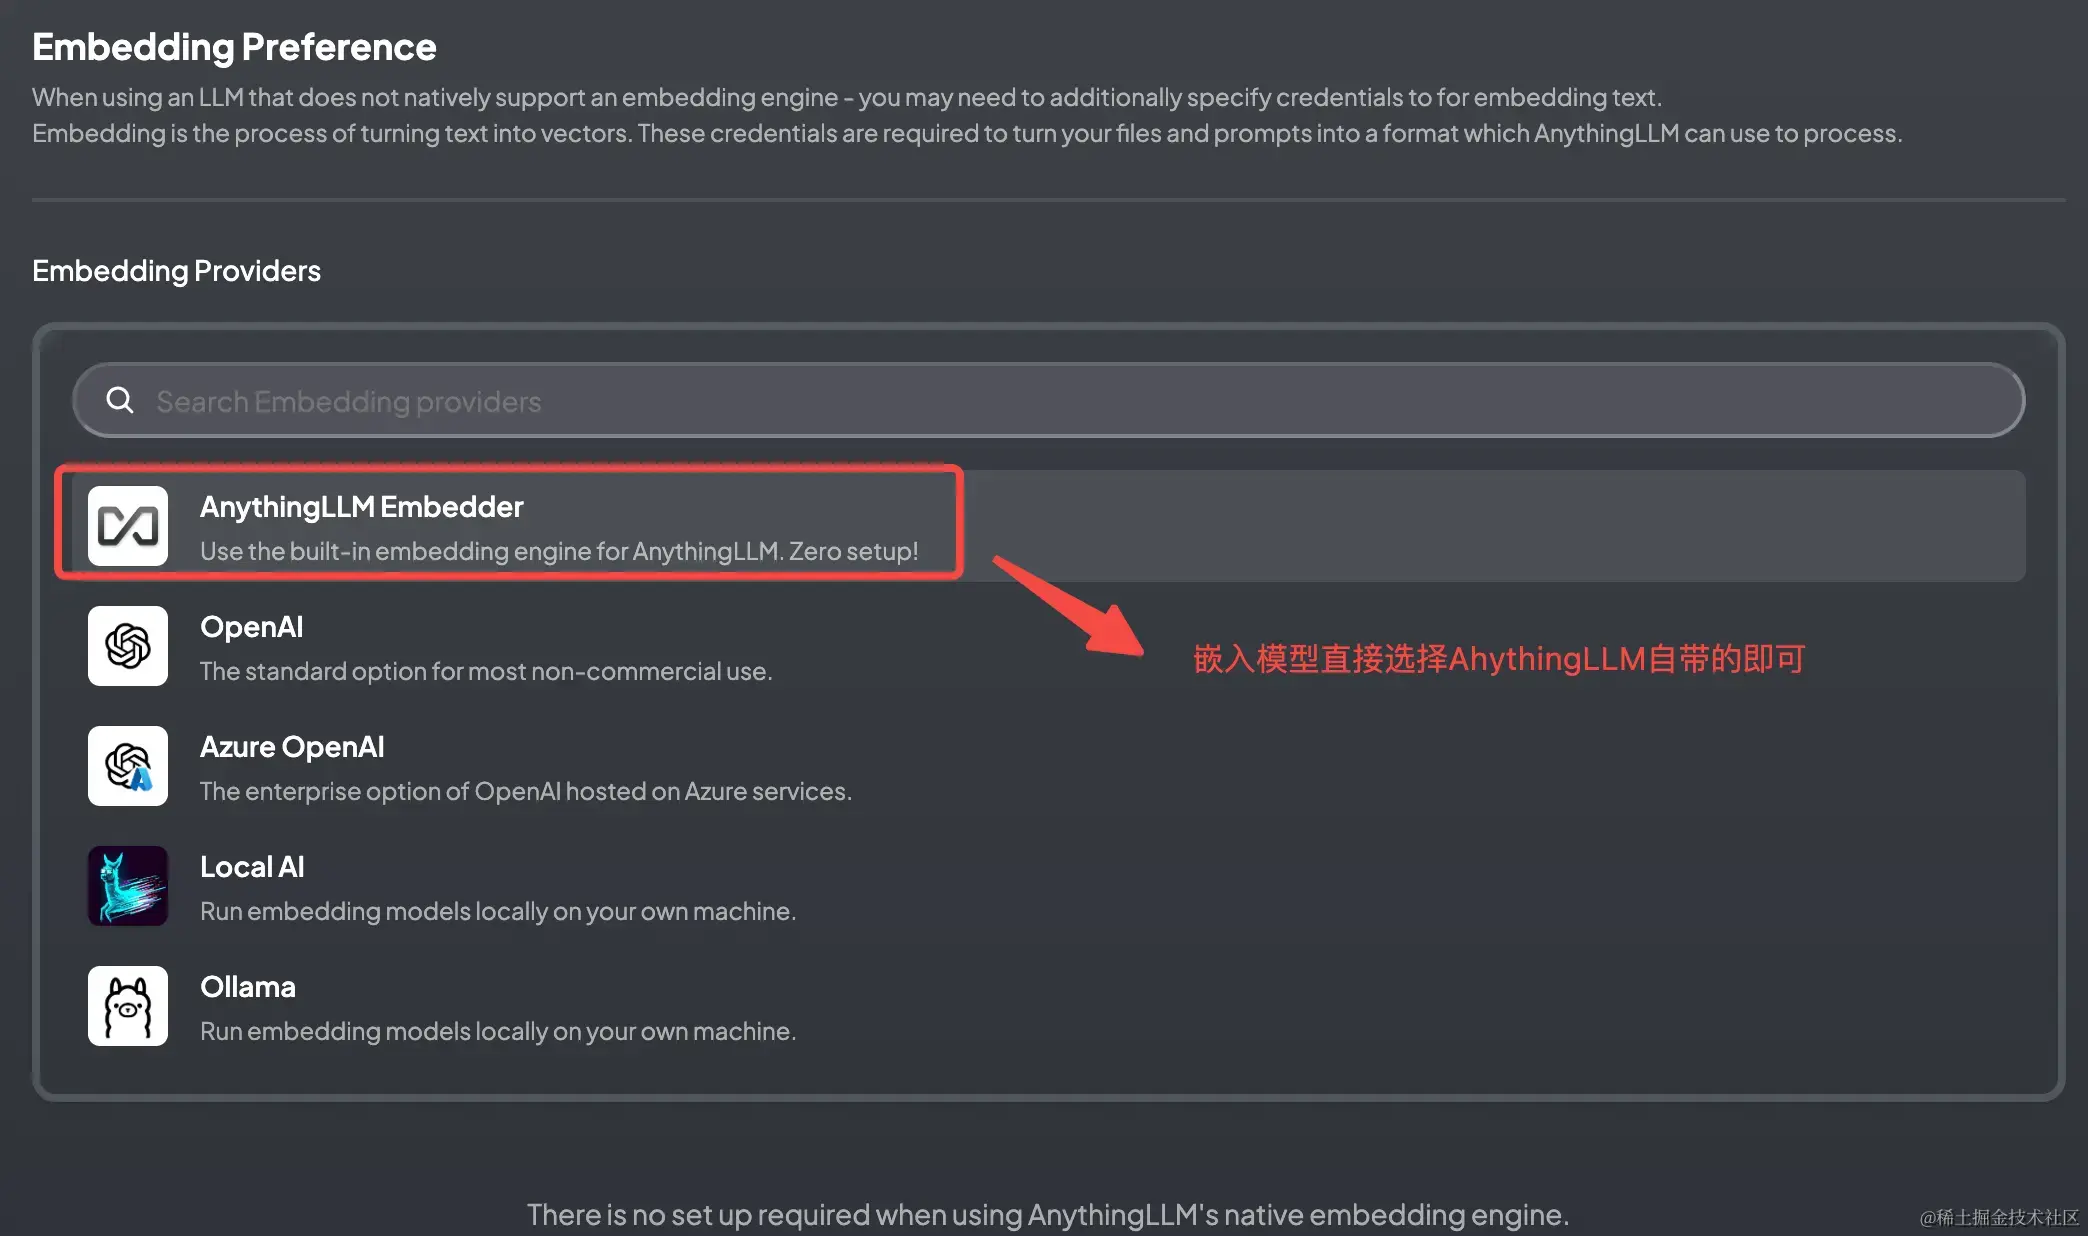 Embedding Preference
When using an LLM that does not natively support an embedding engine - you may need to additionally specify credentials to for embedding text.
Embedding is the process of turning text into vectors. These credentials are required to turn your files and prompts into a format which AnythingLLM can use to process.
Embedding Providers
Search Embedding providers
AnythingLLM Embedder
Use the built-in embedding engine for AnythingLLM. Zero setup!
OpenAI
The standard option for most non-commercial use.
嵌入模型直接选择AhythingLLM自带的即可
Azure OpenAI
The enterprise option of OpenAI hosted on Azure services.
Local AI
Run embedding models locally on your own machine.
Ollama
Run embedding models locally on your own machine.
There is no set up required when using AnythingLLM's native embedding engine.
@稀土掘金技术社区